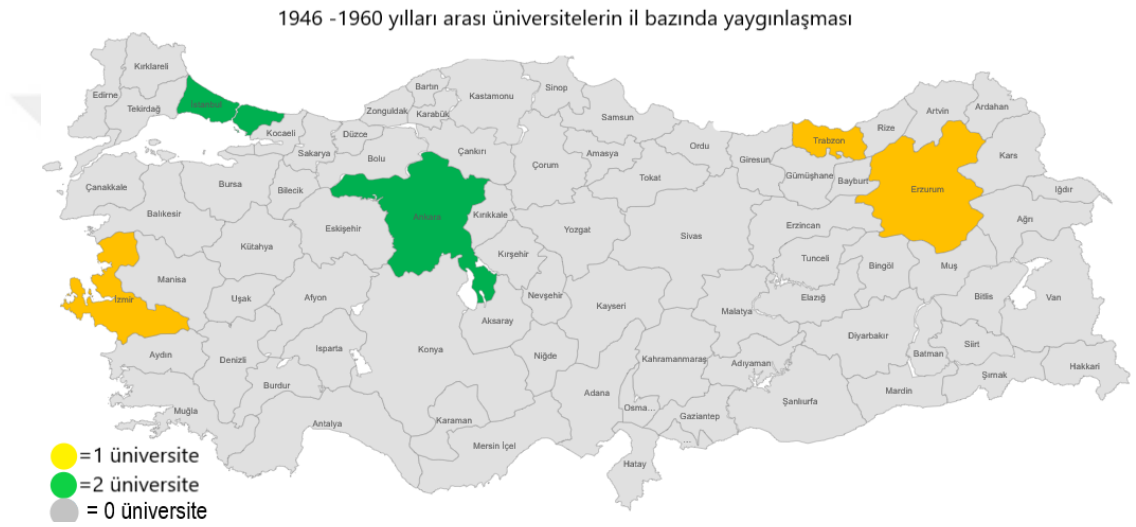 1946 -1960 yılları arası üniversitelerin il bazında yaygınlaşması
Kırklareli
Edirne
Tekirdağ
İstanbul
Kocaeli
Sakarya
Düzce
Zonguldak
Bartın
Karabük
Kastamonu
Sinop
Samsun
Ordu
Giresun
Trabzon
Rize
Artvin
Ardahan
Kars
Çanakkale
Balıkesir
Bursa
Bilecik
Bolu
Çankırı
Çorum
Amasya
Tokat
Gümüşhane
Bayburt
Erzurum
Iğdır
Ağrı
Kütahya
Eskişehir
Ankara
Kırıkkale
Kırşehir
Yozgat
Sivas
Erzincan
Tunceli
Bingöl
Muş
İzmir
Manisa
Uşak
Afyon
Konya
Aksaray
Nevşehir
Kayseri
Malatya
Elazığ
Diyarbakır
Bitlis
Van
Aydın
Denizli
Isparta
Burdur
Niğde
Kahramanmaraş
Adıyaman
Batman
Siirt
Hakkari
Şırnak
Mardin
Şanlıurfa
Muğla
Antalya
Karaman
Mersin İçel
Adana
Osma...
Gaziantep
...
Hatay
=1 üniversite
=2 üniversite
= 0 üniversite